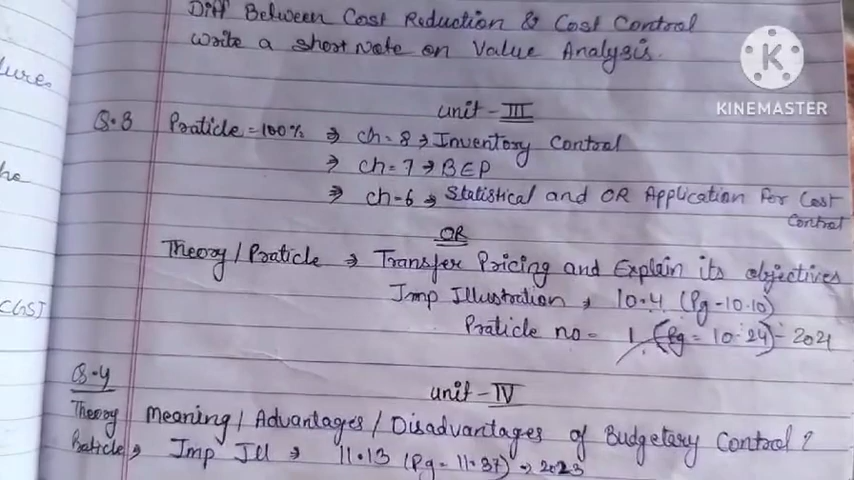 Diff Between Cost Reduction & Cost Control
Write a short Note on Value Analysis.
K
KINEMASTER
unit - III
Q.3 Praticle = 100% ⇒ ch = 8 → Inventory Control
⇒ ch = 7 → BEP
⇒ ch - 6 → Statistical and OR Application For Cost
Control
OR
Theory / Praticle → Transfer Pricing and Explain its objectives
Imp Illustration → 10.4 (Pg - 10.10)
Praticle no = 1 (Pg = 10.24) - 2021
Q-4
unit - IV
Theory Meaning / Advantages / Disadvantages of Budgetary Control ?
Praticle → Imp Ill → 11.13 (Pg = 11.37) → 2023